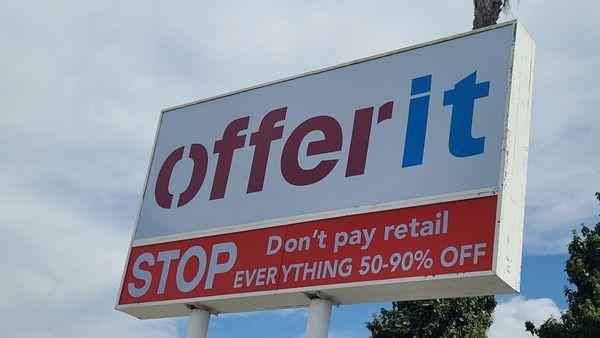 offerit
STOP
Don't pay retail
EVERYTHING 50-90% OFF